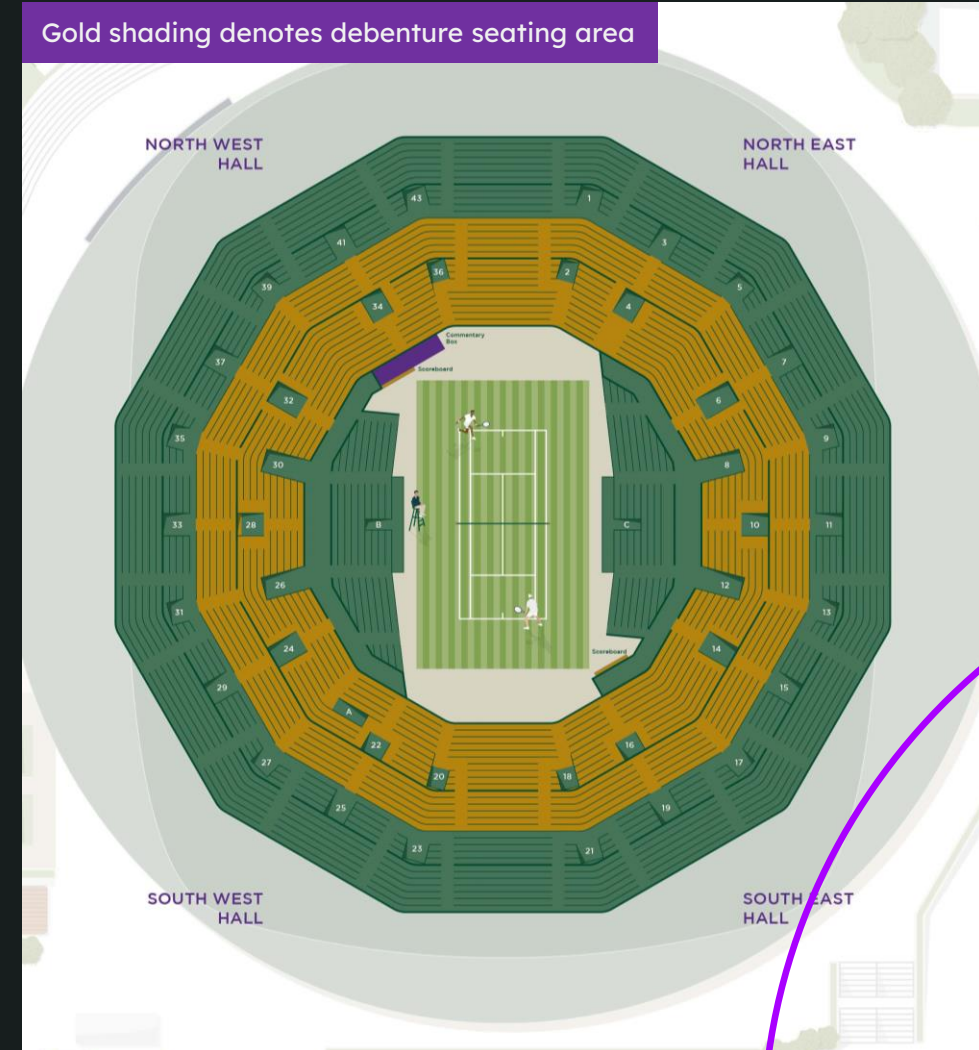 Gold shading denotes debenture seating area
NORTH WEST
HALL
NORTH EAST
HALL
43
1
41
3
36
2
39
5
34
4
Commentary
Box
37
7
Scoreboard
32
6
35
9
30
8
33
28
B
C
10
11
26
12
31
13
24
14
Scoreboard
29
15
A
22
16
27
17
20
18
25
19
23
21
SOUTH WEST
HALL
SOUTH EAST
HALL